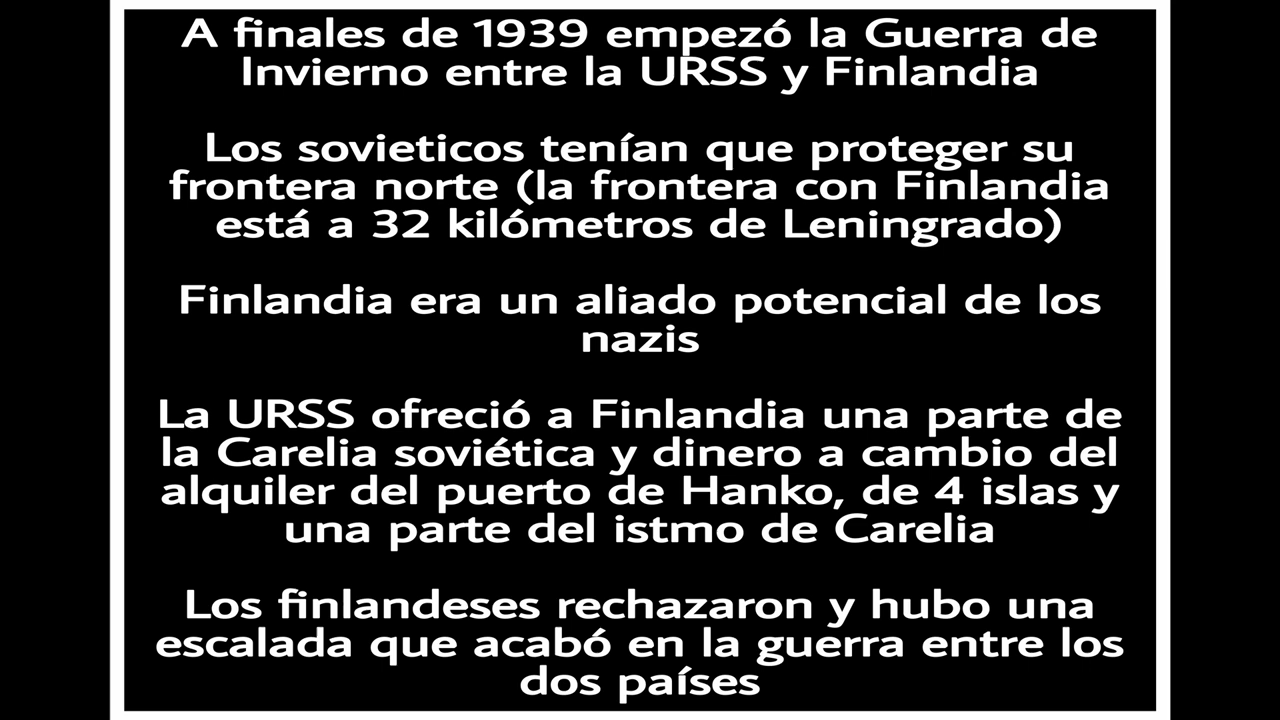 A finales de 1939 empezó la Guerra de
Invierno entre la URSS y Finlandia
Los sovieticos tenían que proteger su
frontera norte (la frontera con Finlandia
está a 32 kilómetros de Leningrado)
Finlandia era un aliado potencial de los
nazis
La URSS ofreció a Finlandia una parte de
la Carelia soviética y dinero a cambio del
alquiler del puerto de Hanko, de 4 islas y
una parte del istmo de Carelia
Los finlandeses rechazaron y hubo una
escalada que acabó en la guerra entre los
dos países